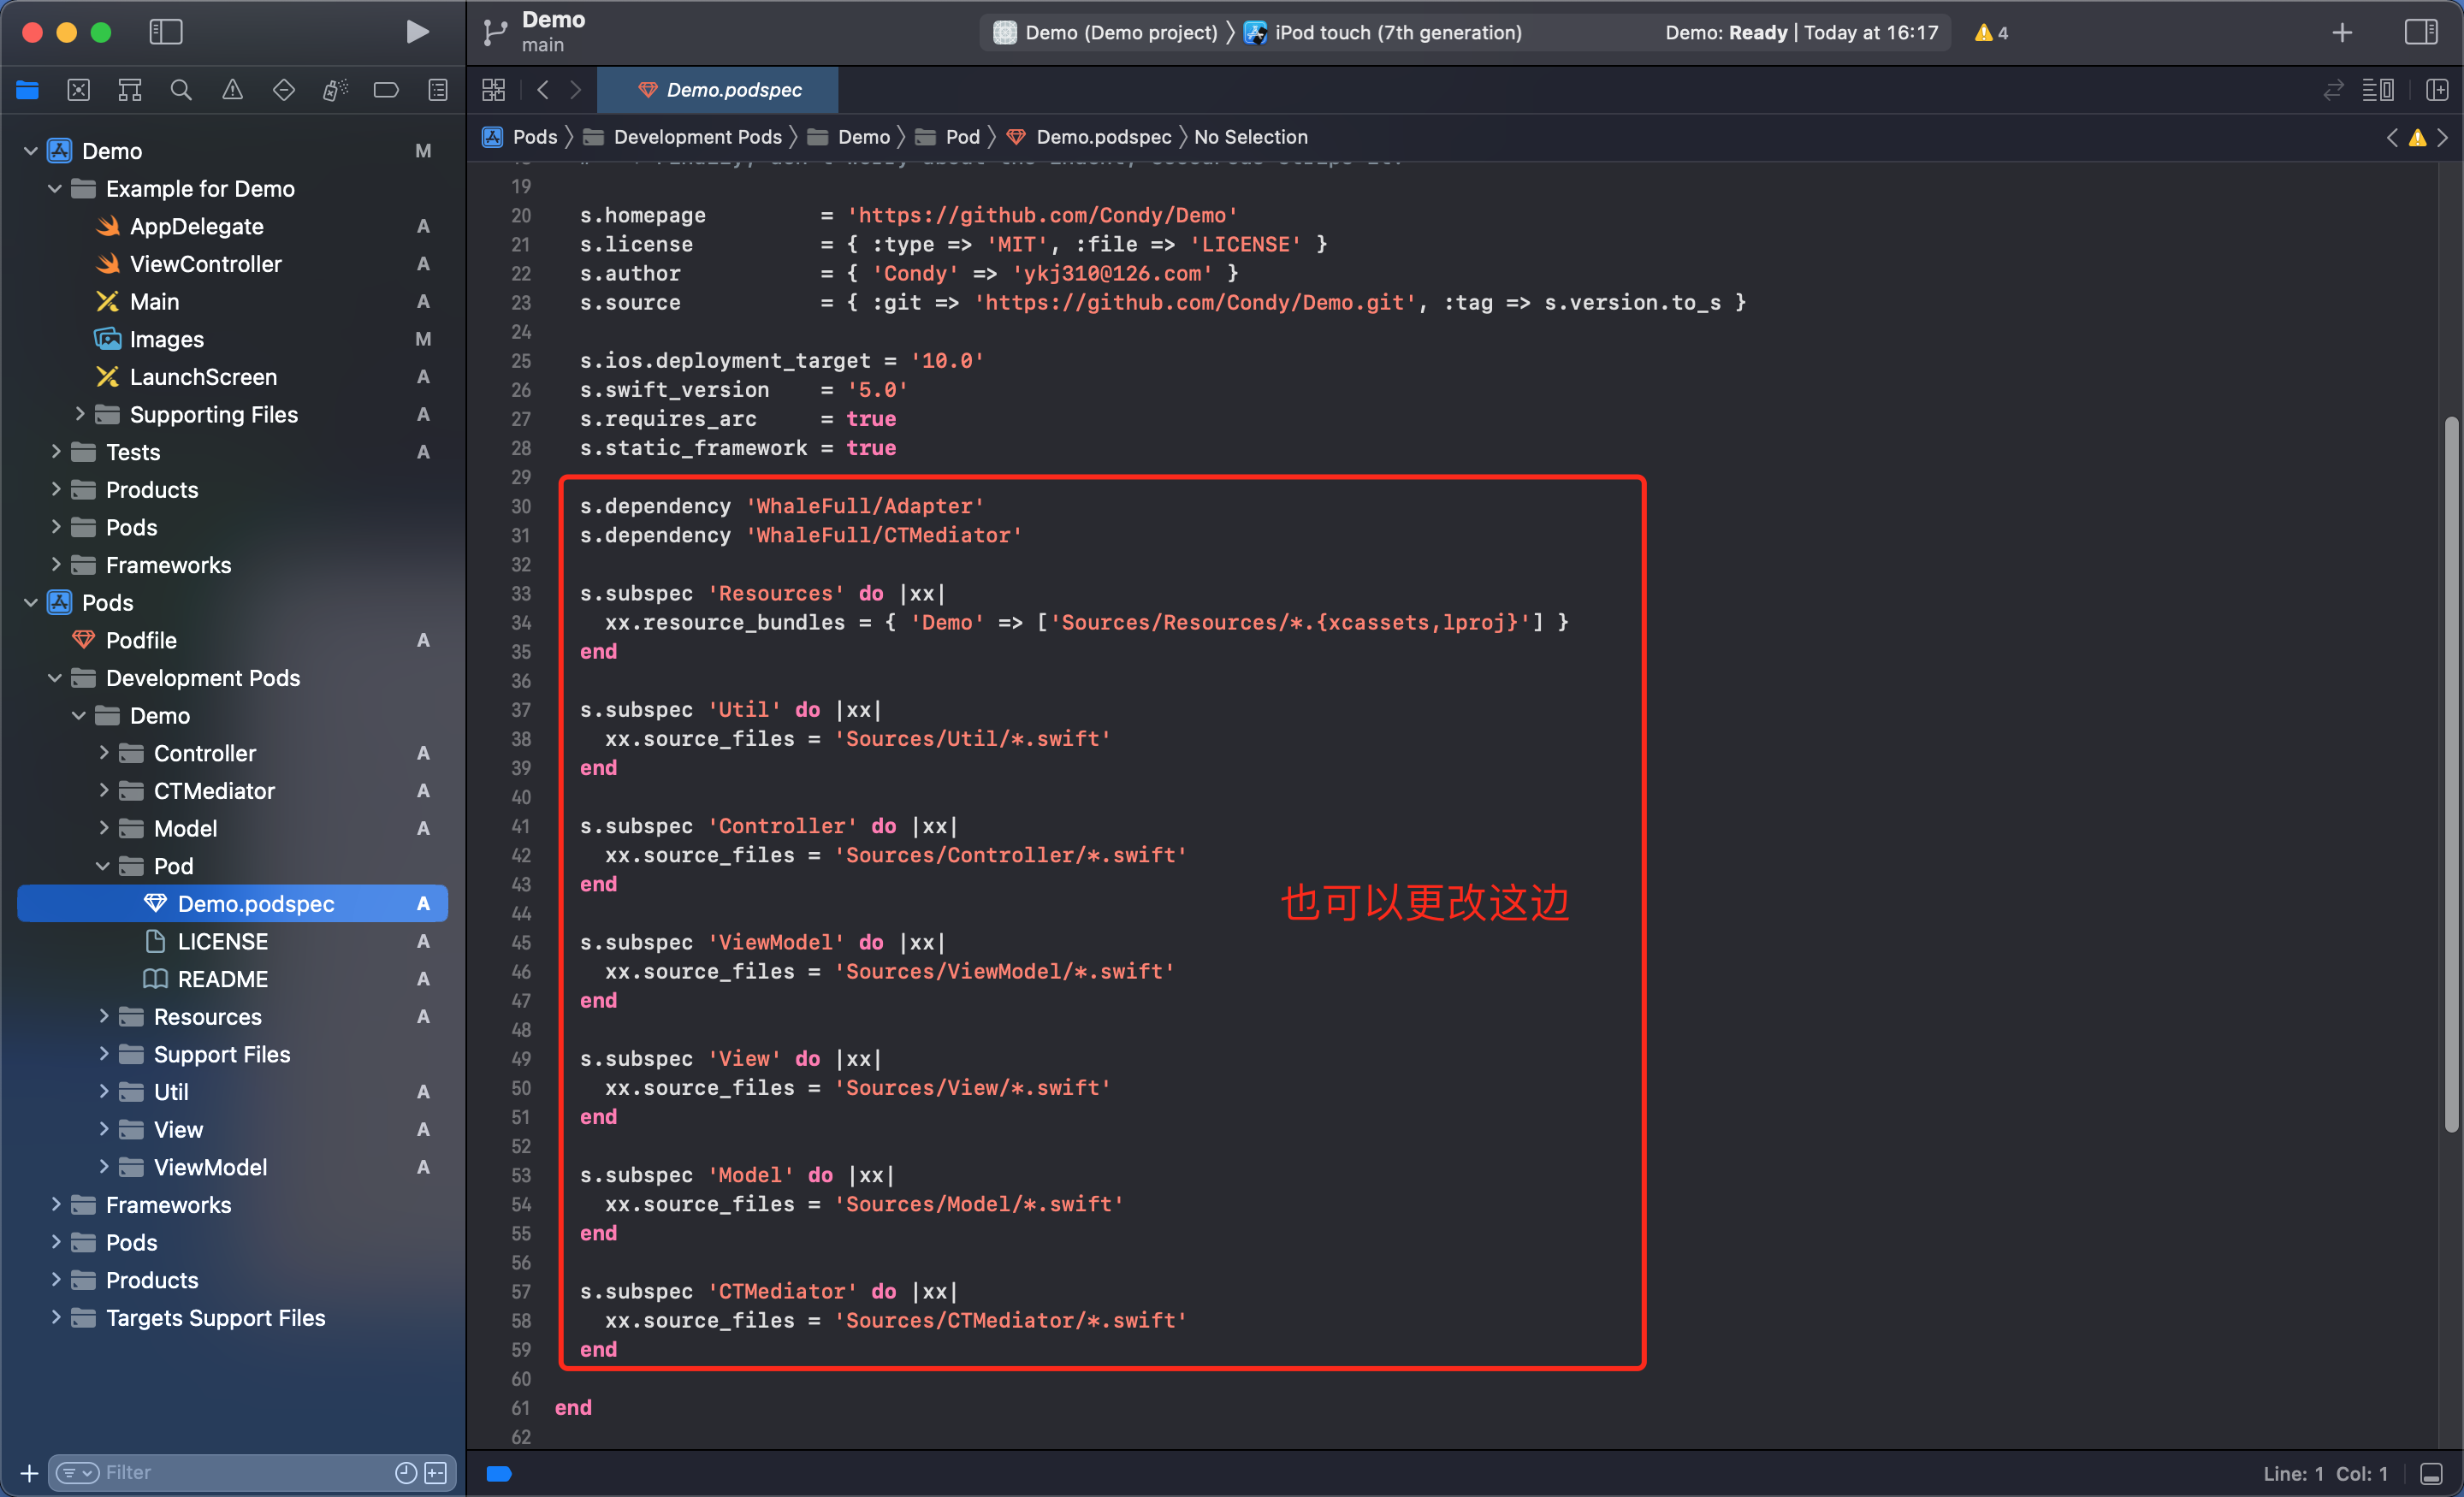 Demo
main
Demo (Demo project) 〉 iPod touch (7th generation)
Demo: Ready | Today at 16:17
4
Demo.podspec
Pods 〉 Development Pods 〉 Demo 〉 Pod 〉 Demo.podspec 〉 No Selection
Demo M
Example for Demo
AppDelegate A
ViewController A
Main A
Images M
LaunchScreen A
Supporting Files A
Tests A
Products
Pods
Frameworks
Pods
Podfile A
Development Pods
Demo
Controller A
CTMediator A
Model A
Pod
Demo.podspec A
LICENSE A
README A
Resources A
Support Files
Util A
View A
ViewModel A
Frameworks
Pods
Products
Targets Support Files
Filter
19
20 s.homepage = 'https://github.com/Condy/Demo'
21 s.license = { :type => 'MIT', :file => 'LICENSE' }
22 s.author = { 'Condy' => 'ykj310@126.com' }
23 s.source = { :git => 'https://github.com/Condy/Demo.git', :tag => s.version.to_s }
24
25 s.ios.deployment_target = '10.0'
26 s.swift_version = '5.0'
27 s.requires_arc = true
28 s.static_framework = true
29
30 s.dependency 'WhaleFull/Adapter'
31 s.dependency 'WhaleFull/CTMediator'
32
33 s.subspec 'Resources' do |xx|
34 xx.resource_bundles = { 'Demo' => ['Sources/Resources/*.{xcassets,lproj}'] }
35 end
36
37 s.subspec 'Util' do |xx|
38 xx.source_files = 'Sources/Util/*.swift'
39 end
40
41 s.subspec 'Controller' do |xx|
42 xx.source_files = 'Sources/Controller/*.swift'
43 end
也可以更改这边
44
45 s.subspec 'ViewModel' do |xx|
46 xx.source_files = 'Sources/ViewModel/*.swift'
47 end
48
49 s.subspec 'View' do |xx|
50 xx.source_files = 'Sources/View/*.swift'
51 end
52
53 s.subspec 'Model' do |xx|
54 xx.source_files = 'Sources/Model/*.swift'
55 end
56
57 s.subspec 'CTMediator' do |xx|
58 xx.source_files = 'Sources/CTMediator/*.swift'
59 end
60
61 end
62
Line: 1 Col: 1